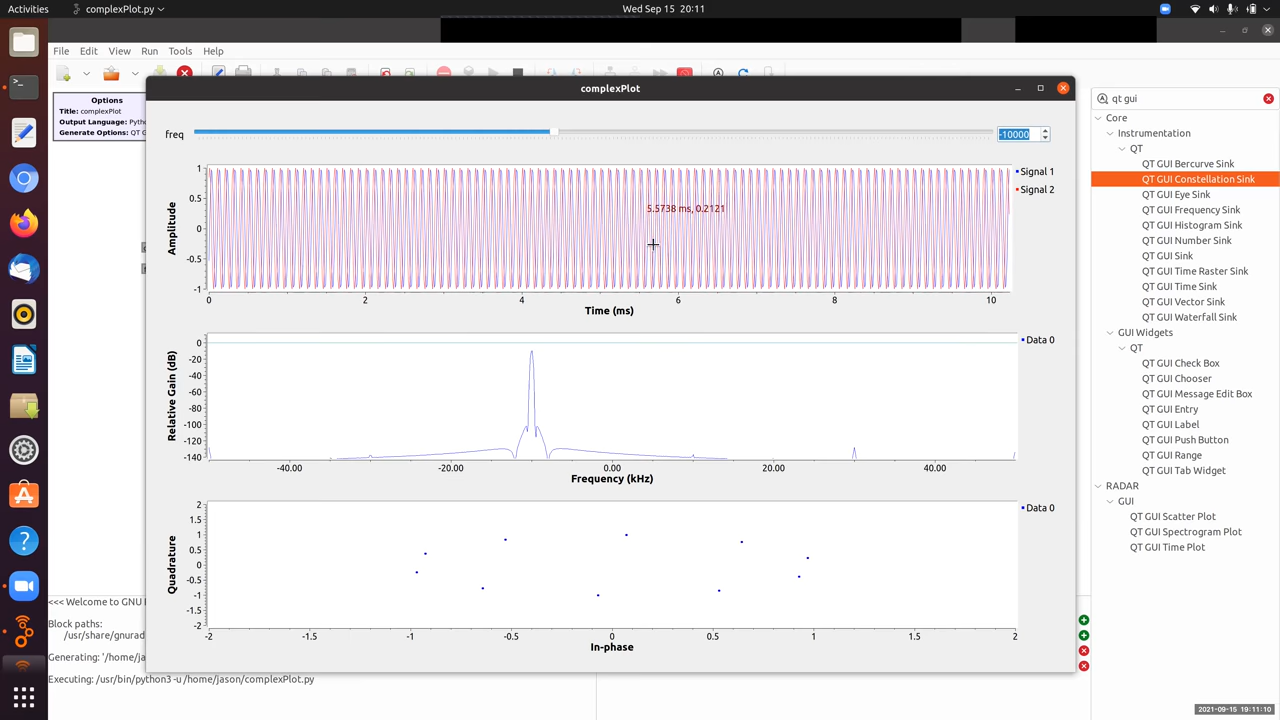 Activities
complexPlot.py
Wed Sep 15 20:11
File Edit View Run Tools Help
complexPlot
Options
Title: complexPlot
Output Language: Pyth
Generate Options: QT G
freq
-10000
Amplitude
1
0.5
0
-0.5
-1
5.5738 ms, 0.2121
Signal 1
Signal 2
0 2 4 6 8 10
Time (ms)
Relative Gain (dB)
0
-20
-40
-60
-80
-100
-120
-140
Data 0
-40.00 -20.00 0.00 20.00 40.00
Frequency (kHz)
Quadrature
2
1.5
1
0.5
0
-0.5
-1
-1.5
-2
Data 0
-2 -1.5 -1 -0.5 0 0.5 1 1.5 2
In-phase
<<< Welcome to GNU
Block paths:
/usr/share/gnurad
Generating: '/home/ja
Executing: /usr/bin/python3 -u /home/jason/complexPlot.py
qt gui
Core
Instrumentation
QT
QT GUI Bercurve Sink
QT GUI Constellation Sink
QT GUI Eye Sink
QT GUI Frequency Sink
QT GUI Histogram Sink
QT GUI Number Sink
QT GUI Sink
QT GUI Time Raster Sink
QT GUI Time Sink
QT GUI Vector Sink
QT GUI Waterfall Sink
GUI Widgets
QT
QT GUI Check Box
QT GUI Chooser
QT GUI Message Edit Box
QT GUI Entry
QT GUI Label
QT GUI Push Button
QT GUI Range
QT GUI Tab Widget
RADAR
GUI
QT GUI Scatter Plot
QT GUI Spectrogram Plot
QT GUI Time Plot
2021-09-15 19:11:10